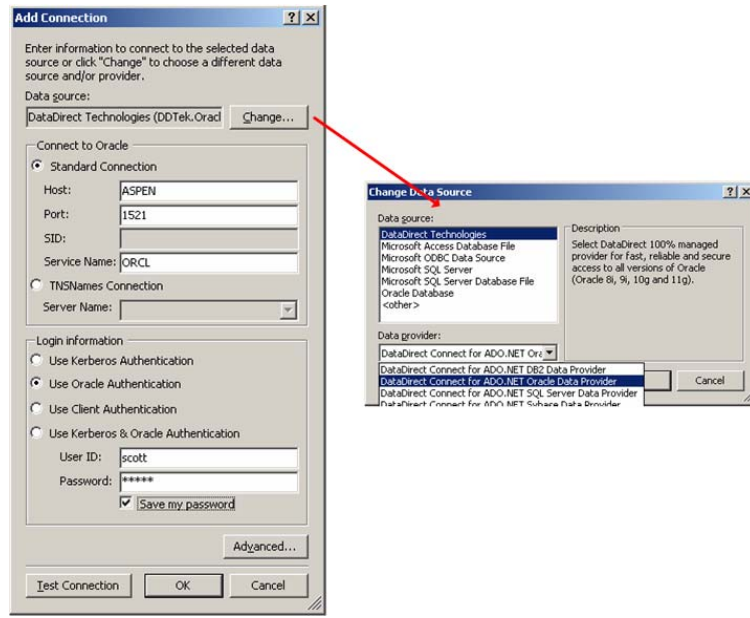 Add Connection
Enter information to connect to the selected data
source or click "Change" to choose a different data
source and/or provider.
Data source:
DataDirect Technologies (DDTek.Oracl
Change...
Connect to Oracle
Standard Connection
Host: ASPEN
Port: 1521
SID:
Service Name: ORCL
TNSNames Connection
Server Name:
Login information
Use Kerberos Authentication
Use Oracle Authentication
Use Client Authentication
Use Kerberos & Oracle Authentication
User ID: scott
Password: *****
Save my password
Advanced...
Test Connection
OK
Cancel
Change Data Source
Data source:
DataDirect Technologies
Microsoft Access Database File
Microsoft ODBC Data Source
Microsoft SQL Server
Microsoft SQL Server Database File
Oracle Database
<other>
Description
Select DataDirect 100% managed
provider for fast, reliable and secure
access to all versions of Oracle
(Oracle 8i, 9i, 10g and 11g).
Data provider:
DataDirect Connect for ADO.NET Ora
DataDirect Connect for ADO.NET DB2 Data Provider
DataDirect Connect for ADO.NET Oracle Data Provider
DataDirect Connect for ADO.NET SQL Server Data Provider
DataDirect Connect for ADO.NET Sybase Data Provider
Cancel